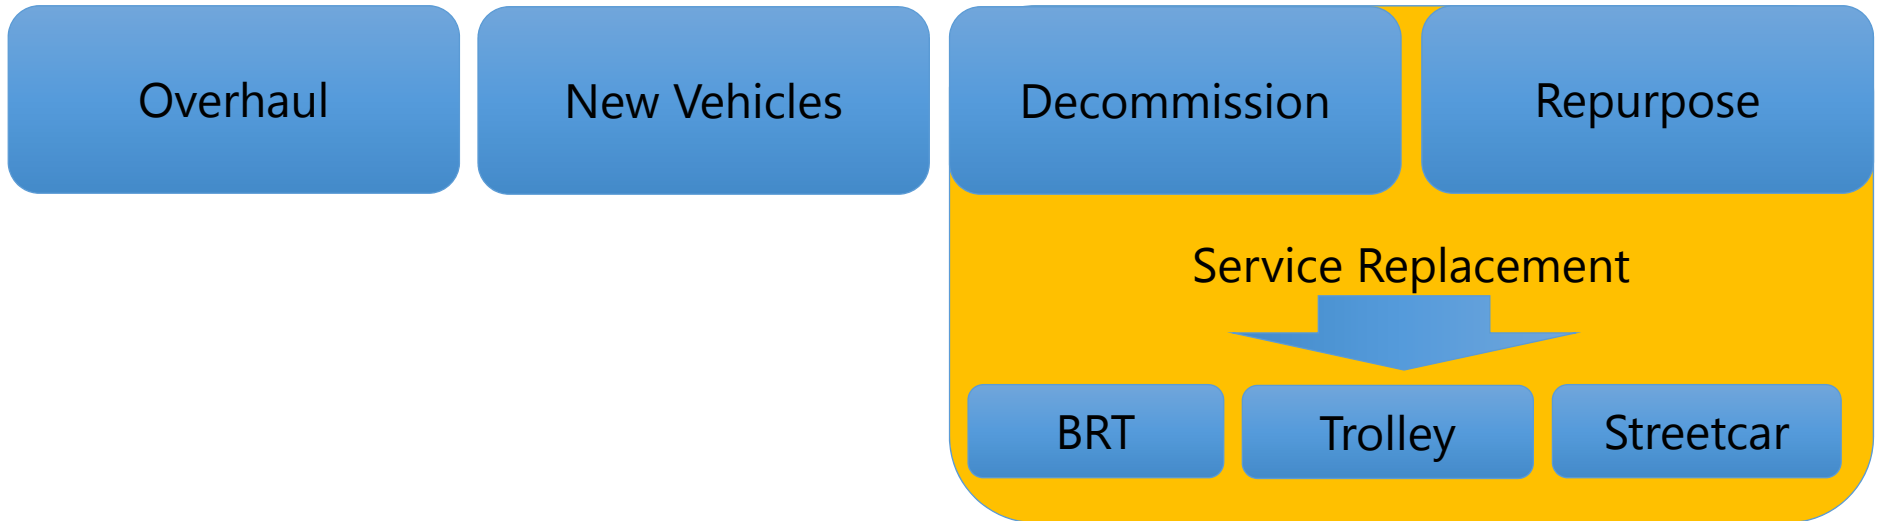 Overhaul
New Vehicles
Decommission
Repurpose
Service Replacement
BRT
Trolley
Streetcar